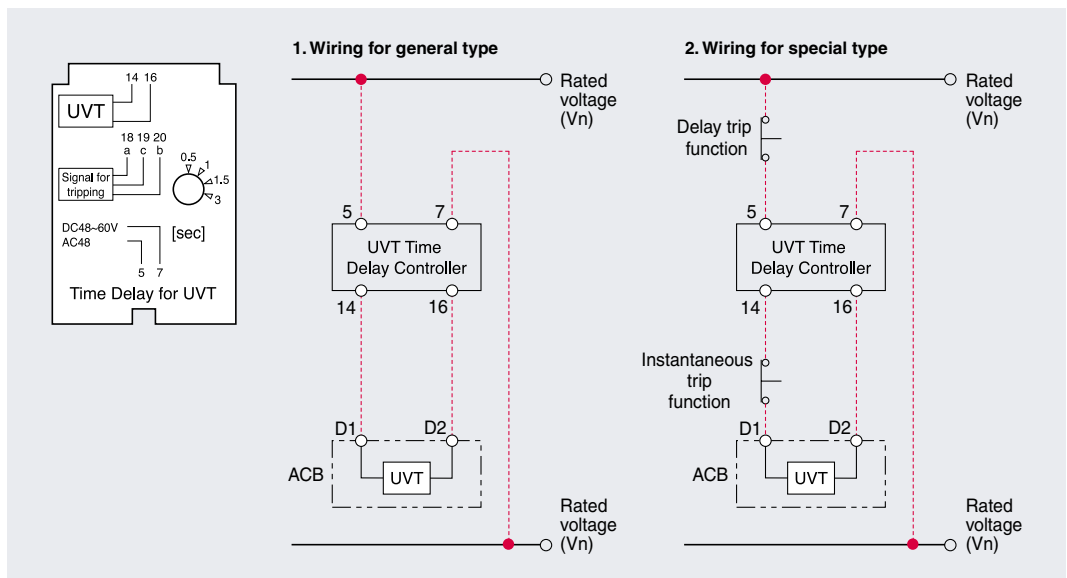 14 16
UVT
18 19 20
a c b
Signal for
tripping
0.5
1
1.5
3
DC48~60V
AC48
[sec]
5 7
Time Delay for UVT
1. Wiring for general type
Rated
voltage
(Vn)
5 7
UVT Time
Delay Controller
14 16
D1 D2
ACB
UVT
Rated
voltage
(Vn)
2. Wiring for special type
Rated
voltage
(Vn)
Delay trip
function
5 7
UVT Time
Delay Controller
14 16
Instantaneous
trip
function
D1 D2
ACB
UVT
Rated
voltage
(Vn)